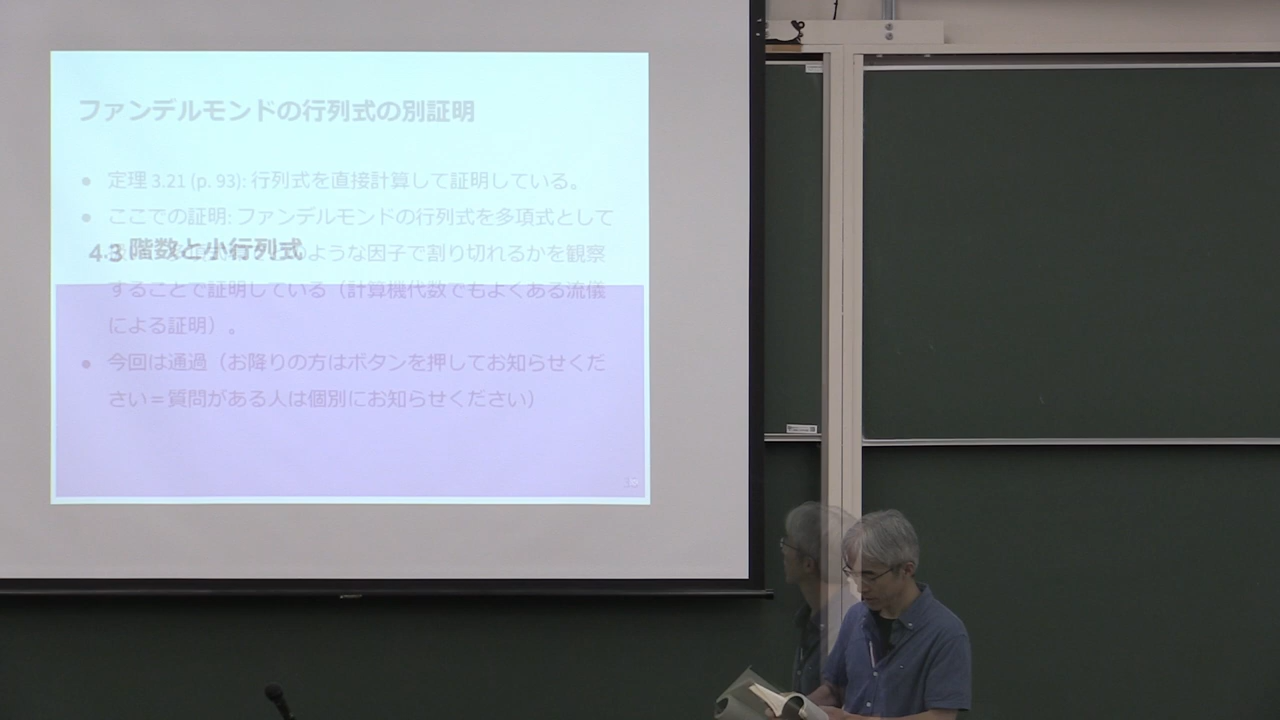 ファンデルモンドの行列式の別証明
● 定理 3.21 (p. 93): 行列式を直接計算して証明している。
● ここでの証明: ファンデルモンドの行列式を多項式として
のような因子で割り切れるかを観察
4.3 階数と小行列式
することで証明している（計算機代数でもよくある流儀
による証明）。
● 今回は通過（お降りの方はボタンを押してお知らせくだ
さい＝質問がある人は個別にお知らせください）